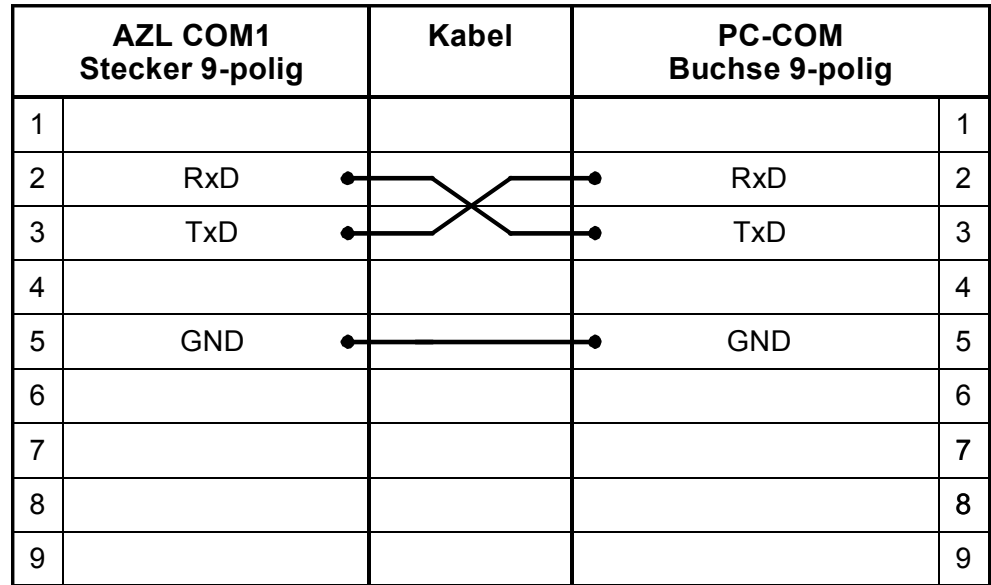 AZL COM1 Kabel PC-COM
Stecker 9-polig Buchse 9-polig
1 1
2 RxD RxD 2
3 TxD TxD 3
4 4
5 GND GND 5
6 6
7 7
8 8
9 9